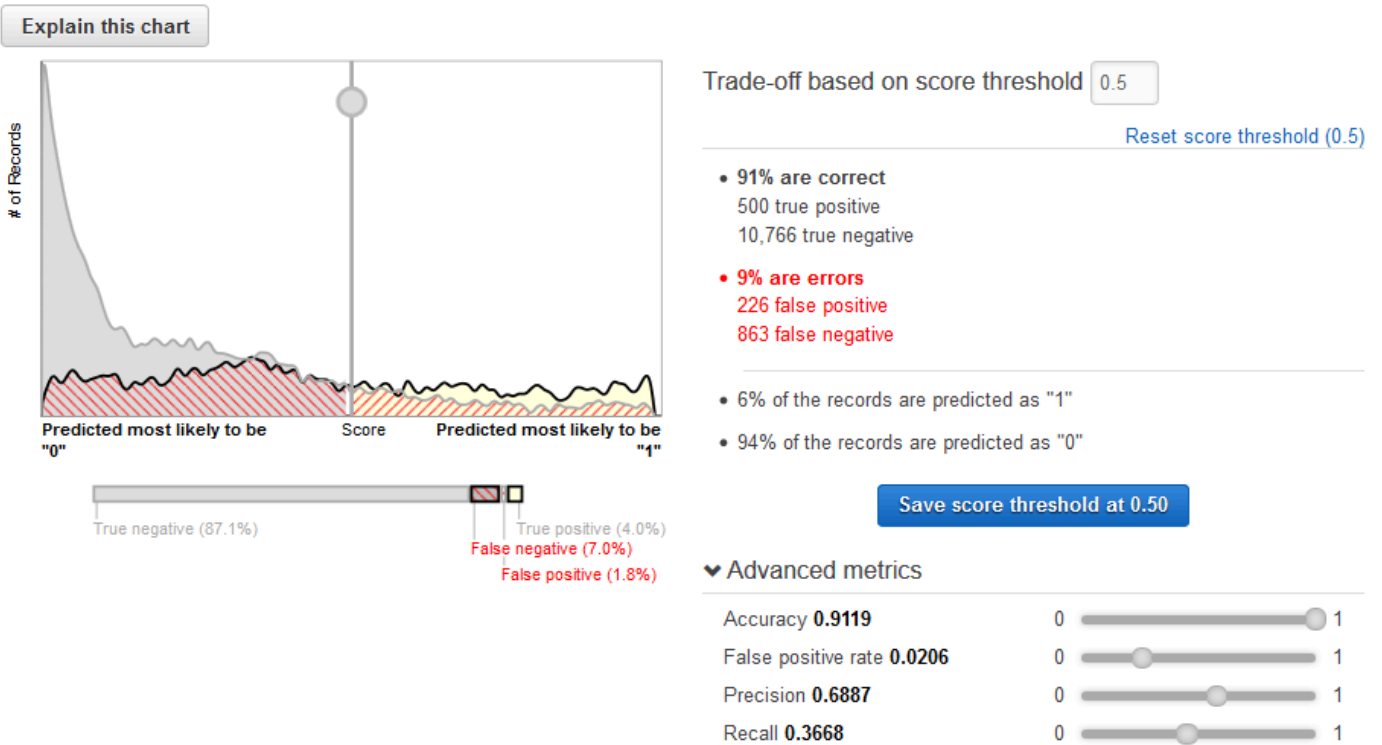 Explain this chart
# of Records
Predicted most likely to be
"0"
Score
Predicted most likely to be
"1"
True negative (87.1%)
True positive (4.0%)
False negative (7.0%)
False positive (1.8%)
Trade-off based on score threshold 0.5
Reset score threshold (0.5)
• 91% are correct
500 true positive
10,766 true negative
• 9% are errors
226 false positive
863 false negative
• 6% of the records are predicted as "1"
• 94% of the records are predicted as "0"
Save score threshold at 0.50
Advanced metrics
Accuracy 0.9119 0 1
False positive rate 0.0206 0 1
Precision 0.6887 0 1
Recall 0.3668 0 1